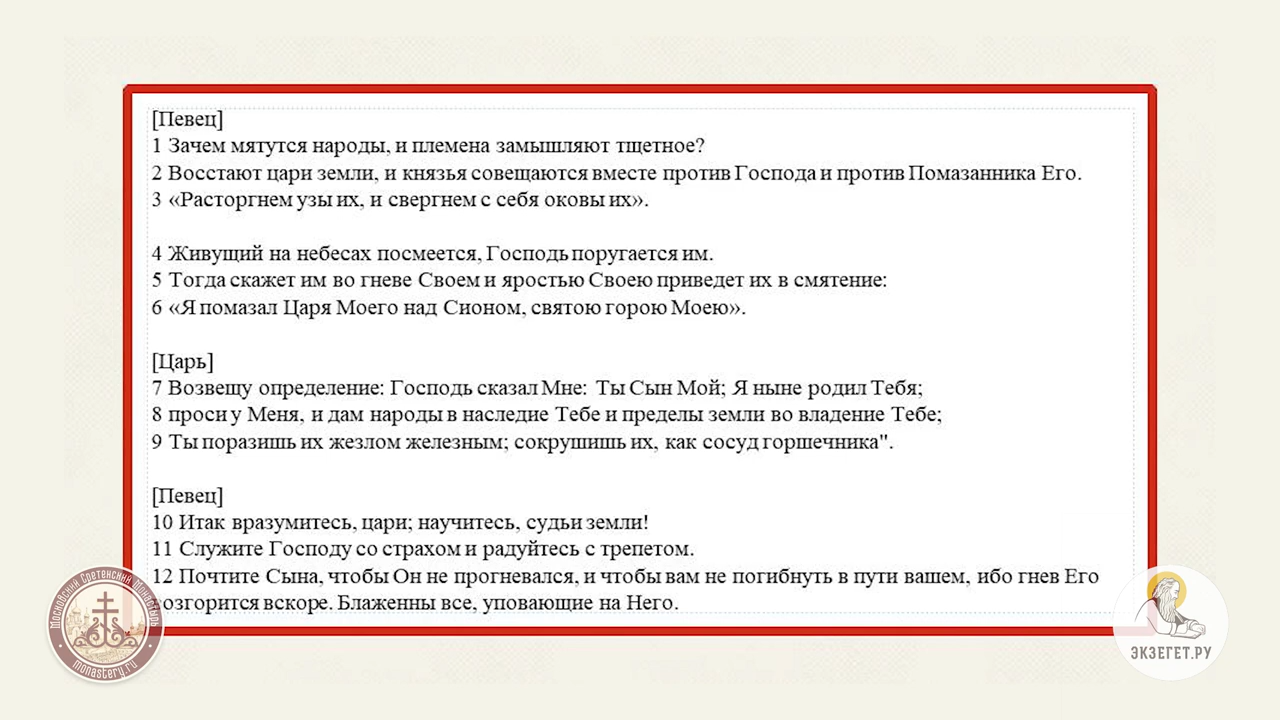 [Певец]
1 Зачем мятутся народы, и племена замышляют тщетное?
2 Восстают цари земли, и князья совещаются вместе против Господа и против Помазанника Его.
3 «Расторгнем узы их, и свергнем с себя оковы их».
4 Живущий на небесах посмеется, Господь поругается им.
5 Тогда скажет им во гневе Своем и яростью Своею приведет их в смятение:
6 «Я помазал Царя Моего над Сионом, святою горою Моею».
[Царь]
7 Возвещу определение: Господь сказал Мне: Ты Сын Мой; Я ныне родил Тебя;
8 проси у Меня, и дам народы в наследие Тебе и пределы земли во владение Тебе;
9 Ты поразишь их жезлом железным; сокрушишь их, как сосуд горшечника".
[Певец]
10 Итак вразумитесь, цари; научитесь, судьи земли!
11 Служите Господу со страхом и радуйтесь с трепетом.
12 Почтите Сына, чтобы Он не прогневался, и чтобы вам не погибнуть в пути вашем, ибо гнев Его
возгорится вскоре. Блаженны все, уповающие на Него.
Московский Сретенский Монастырь
monastery.ru
ЭКЗЕГЕТ.РУ